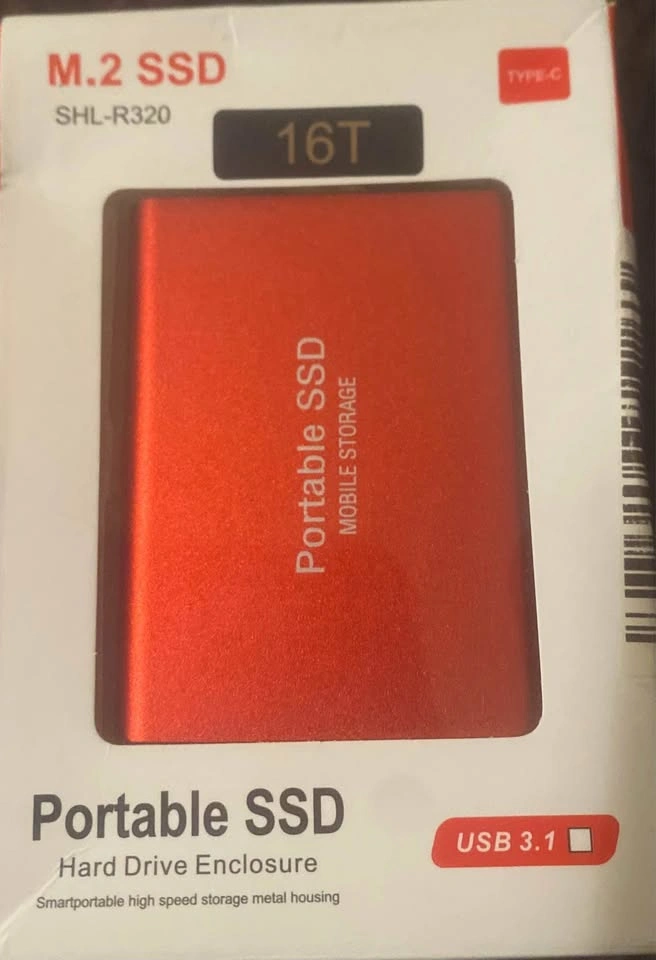 M.2 SSD
TYPE-C
SHL-R320
16T
Portable SSD
MOBILE STORAGE
Portable SSD
Hard Drive Enclosure
Smartportable high speed storage metal housing
USB 3.1